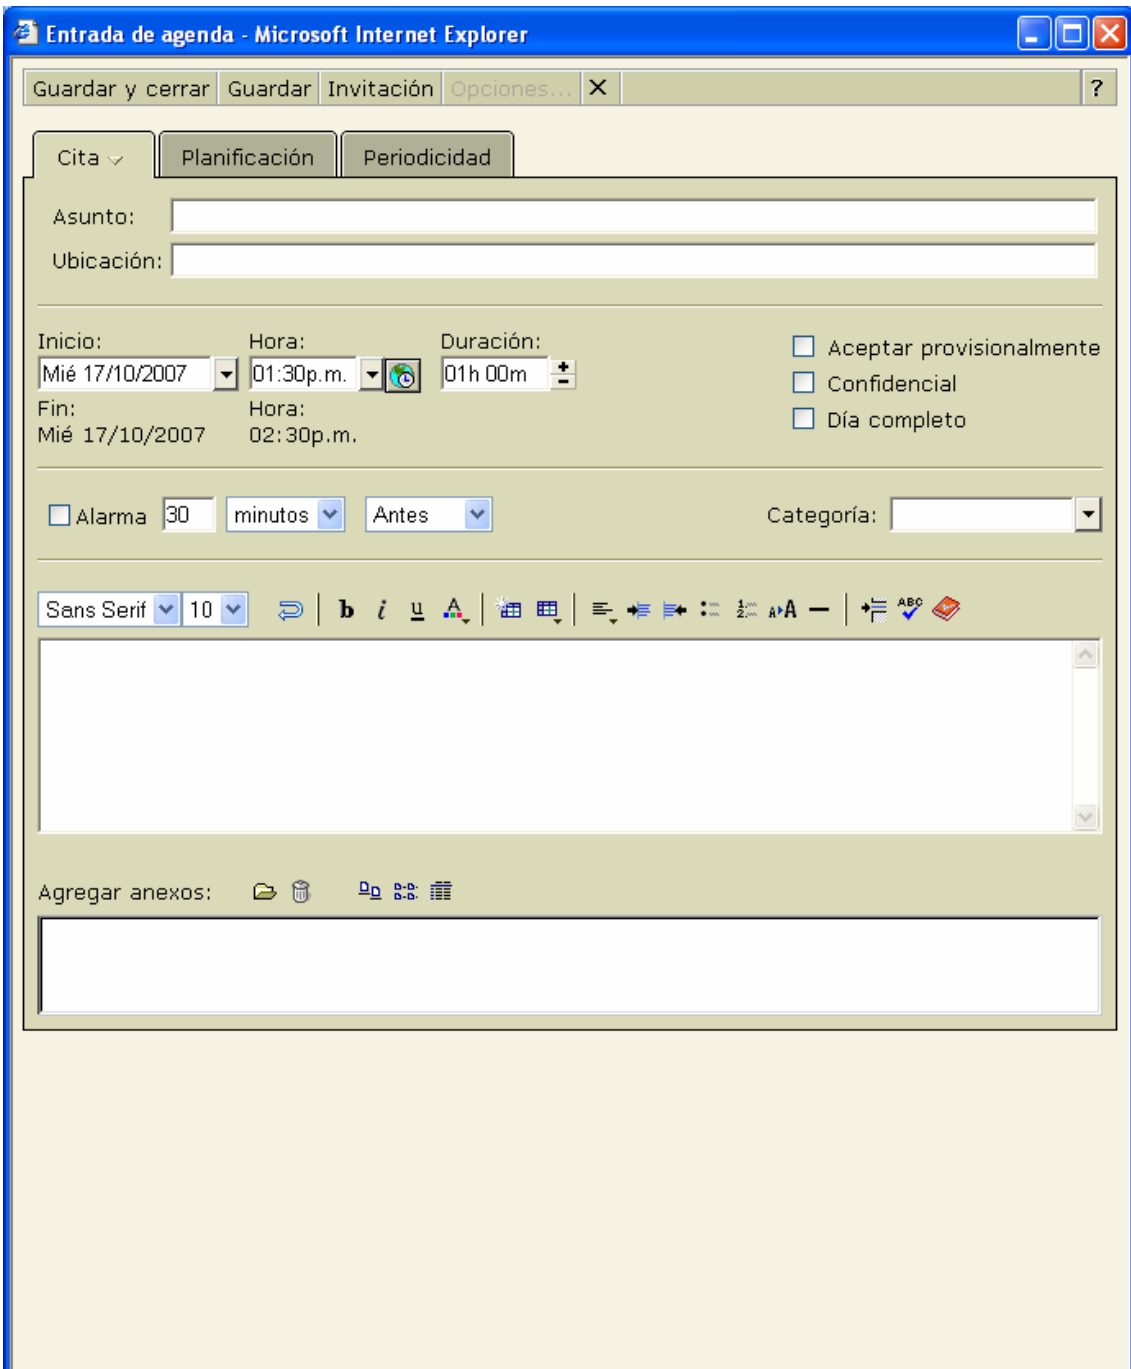 Entrada de agenda - Microsoft Internet Explorer
Guardar y cerrar Guardar Invitación Opciones... X ?
Cita Planificación Periodicidad
Asunto:
Ubicación:
Inicio: Hora: Duración:
Mié 17/10/2007 01:30p.m. 01h 00m
Fin: Hora:
Mié 17/10/2007 02:30p.m.
Aceptar provisionalmente
Confidencial
Día completo
Alarma 30 minutos Antes Categoría:
Sans Serif 10 b i u A A A ABC
Agregar anexos: